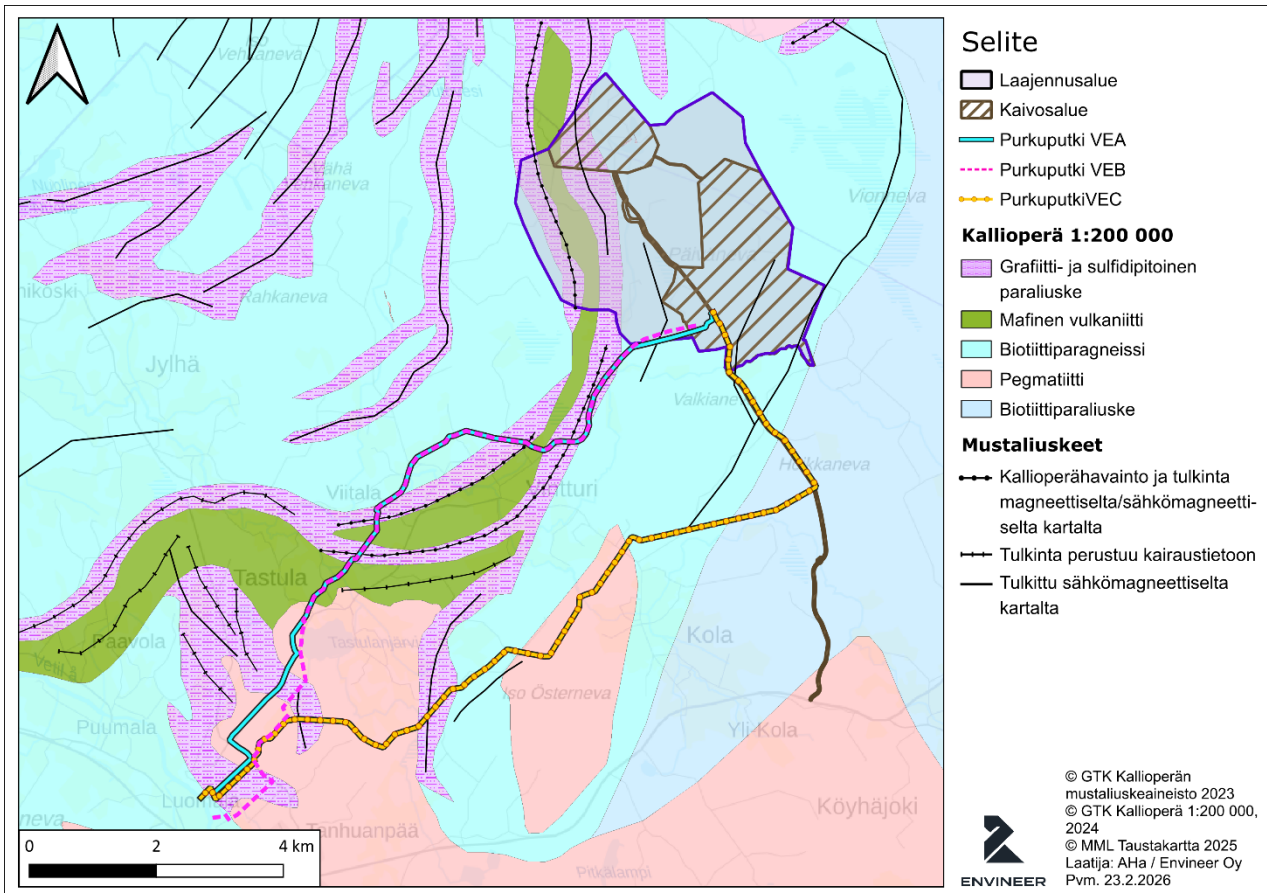 Iso
Vehkaneva
Vionneva
Rahkaneva
Jylhä
Valkianeva
Viitala
Tastula
Tastulanjärvi
Kola
Iso Österneva
Puumala
Yli-Kola
Köyhäjoki
Tanhuanpää
Pitkälampi
0 2 4 km
Selite
Laajennusalue
Kaivosalue
Purkuputki VEA
Purkuputki VEB
PurkuputkiVEC
Kallioperä 1:200 000
Grafiitti- ja sulfidipitoinen
paraliuske
Mafinen vulkaniitti
Biotiittiparagneissi
Pegmatiitti
Biotiittiparaliuske
Mustaliuskeet
Kallioperähavainto ja tulkinta
magneettiselta/sähkömagneetti-
selta kartalta
Tulkinta perustuu kairaustietoon
Tulkittu sähkömagneettiselta
kartalta
ENVINEER
© GTK Kallioperän
mustaliuskeaineisto 2023
© GTK Kallioperä 1:200 000,
2024
© MML Taustakartta 2025
Laatija: AHa / Envineer Oy
Pvm. 23.2.2026